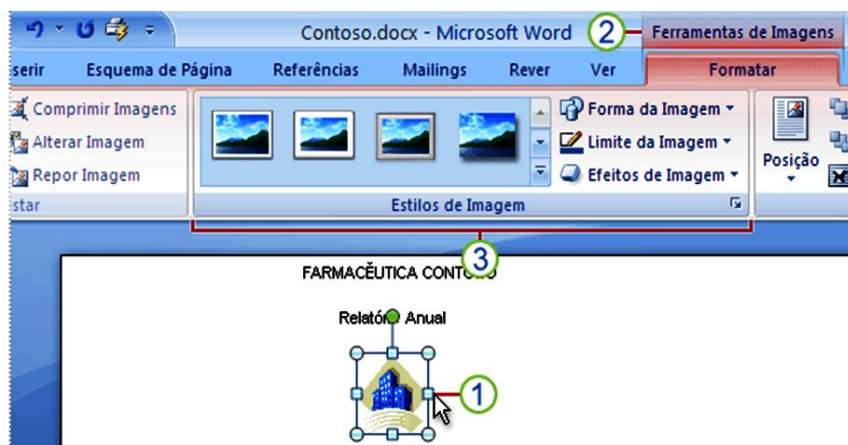 Contoso.docx - Microsoft Word 2 Ferramentas de Imagens
serir Esquema de Página Referências Mailings Rever Ver Formatar
Comprimir Imagens
Alterar Imagem
Repor Imagem
star
Forma da Imagem
Limite da Imagem
Efeitos de Imagem
Estilos de Imagem
Posição
3
FARMACÊUTICA
Anual
1